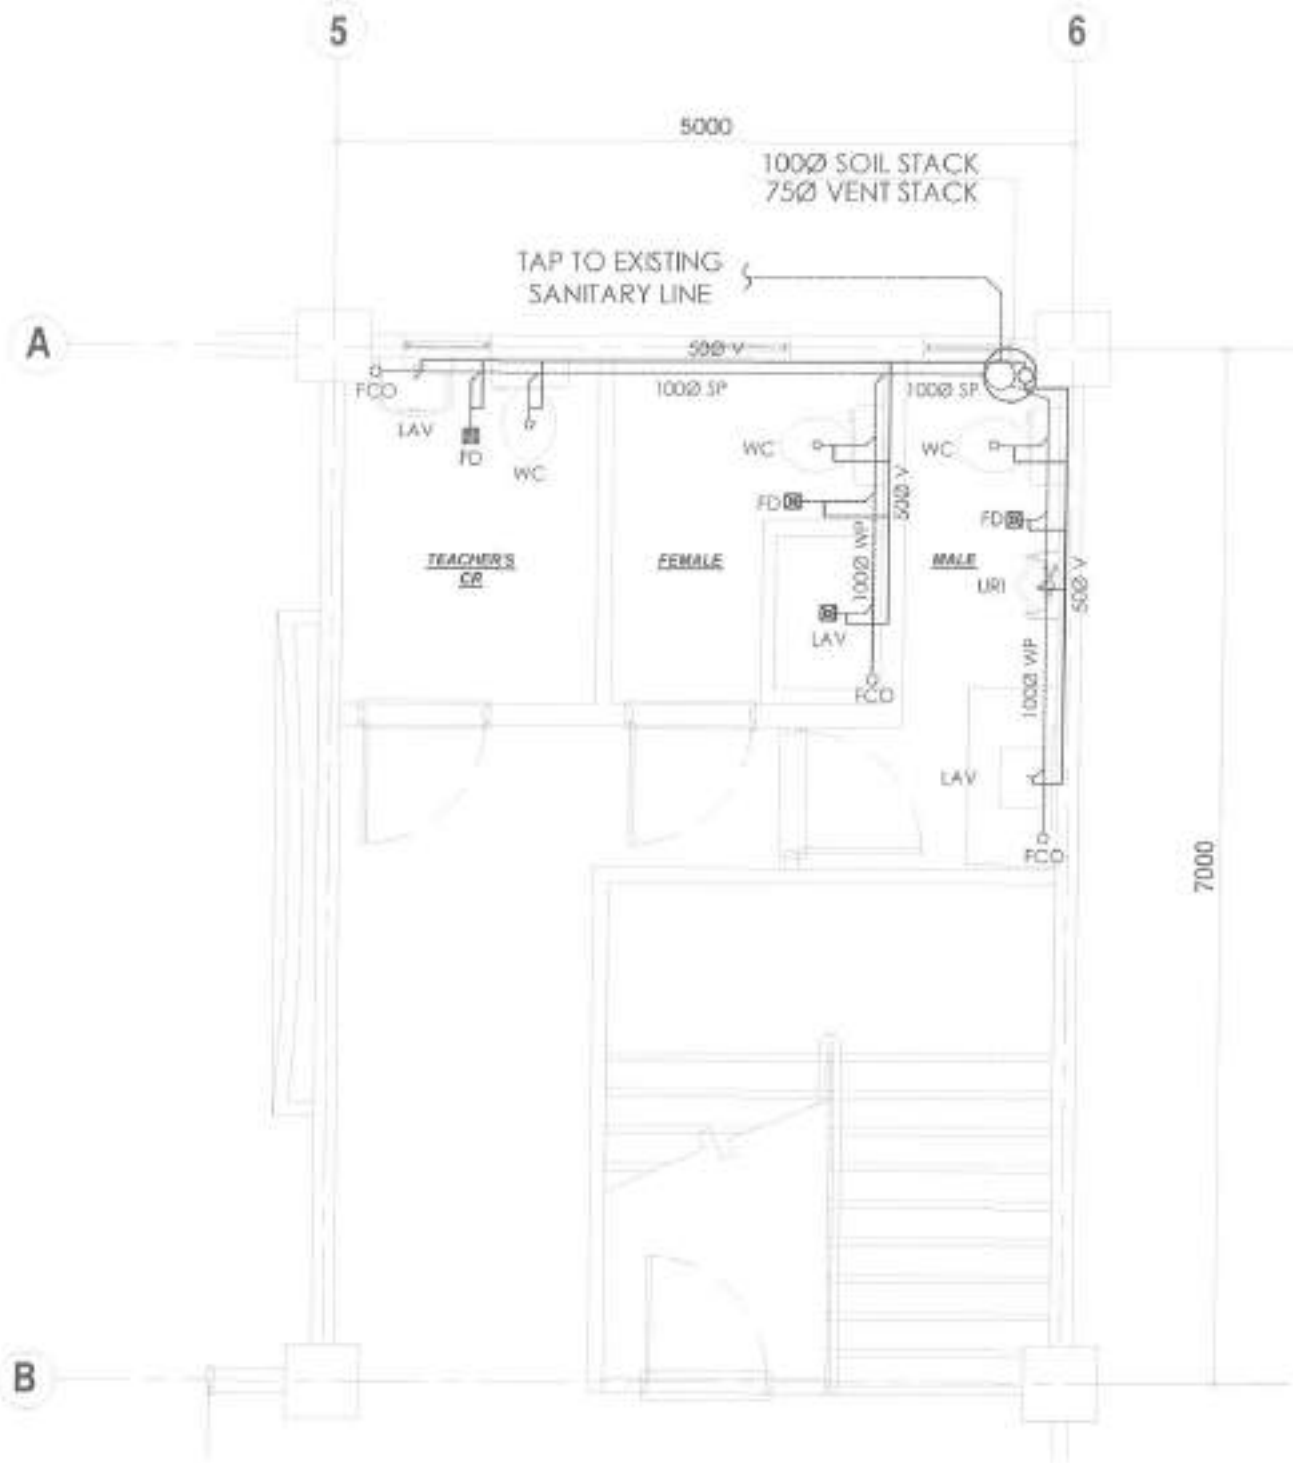 5
6
5000
100Ø SOIL STACK
75Ø VENT STACK
TAP TO EXISTING
SANITARY LINE
A
50Ø V
FCO
100Ø SP
100Ø SP
LAV
FD
WC
WC
WC
FD
50Ø V
FD
TEACHER'S
CR
FEMALE
100Ø WP
MALE
URI
50Ø V
LAV
FCO
100Ø WP
LAV
FCO
7000
B